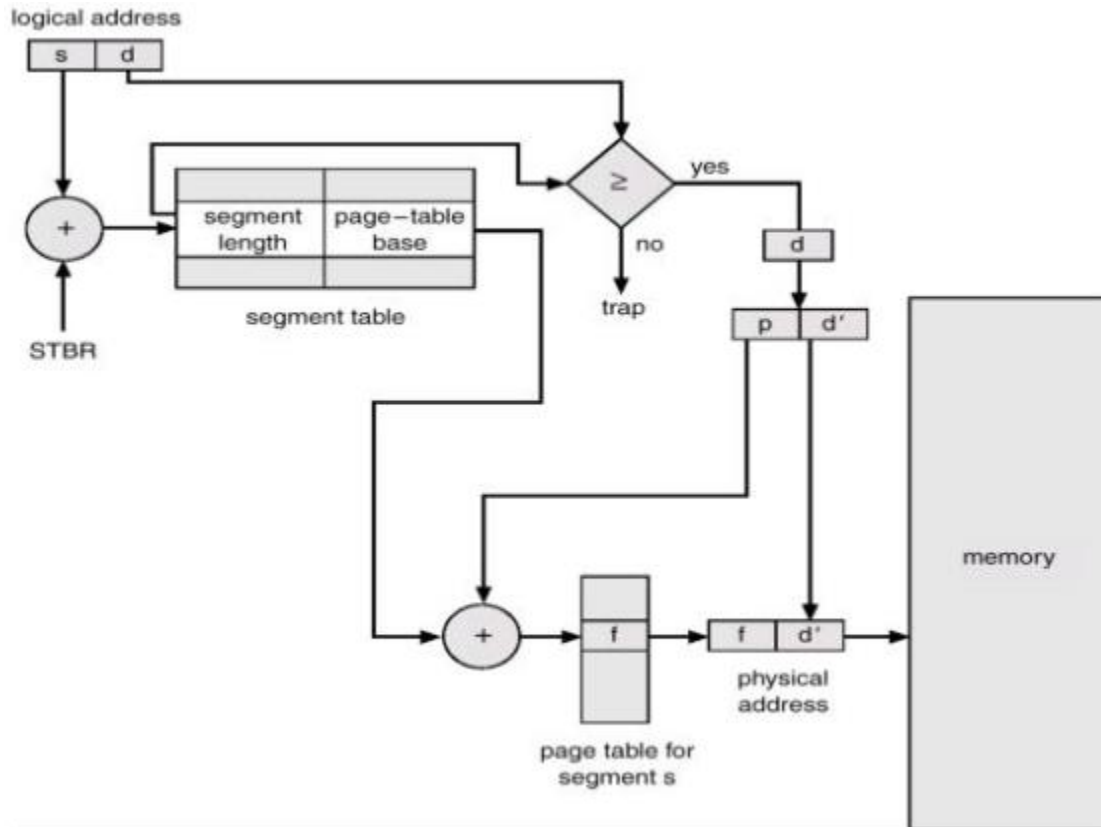 logical address
s d
≥
yes
+
segment length
page–table base
no
d
trap
segment table
p d′
STBR
memory
+
f
f d′
physical address
page table for segment s